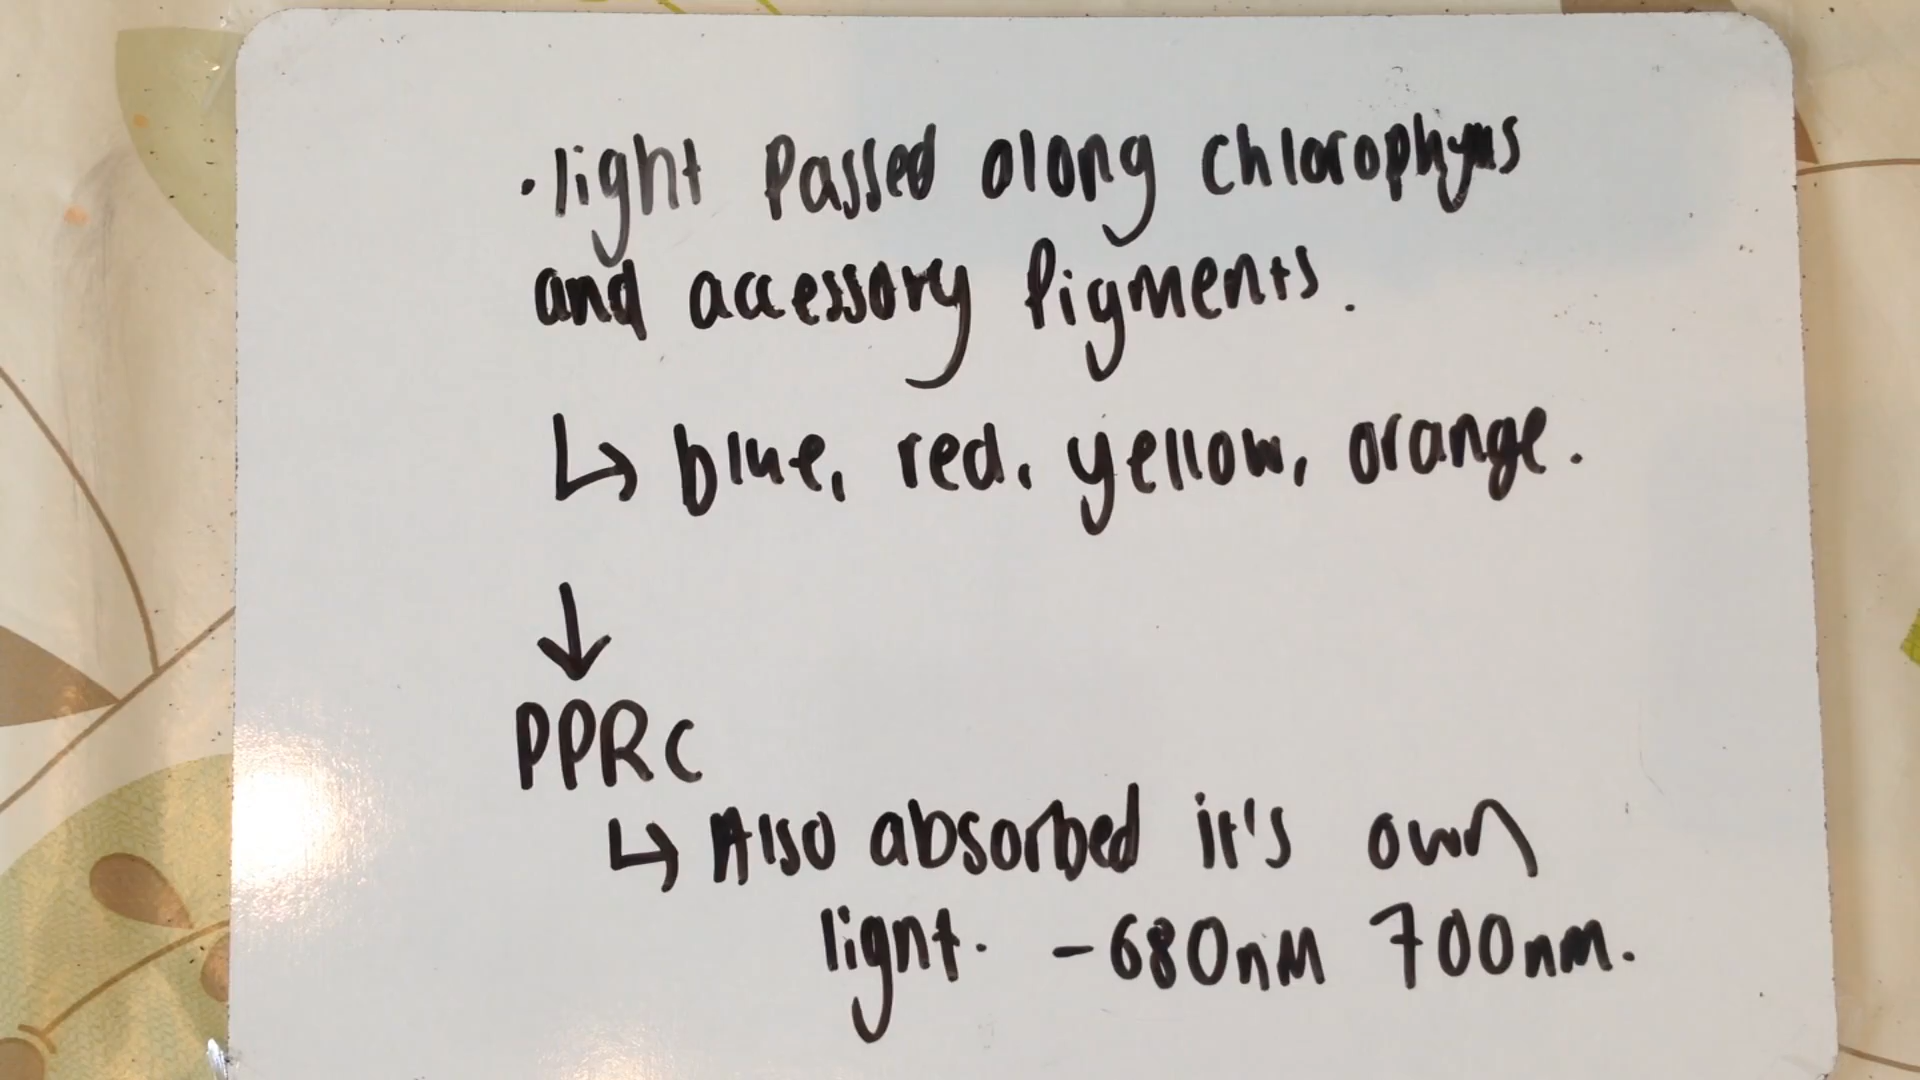 · light Passed along chlorophylls
and accessory Pigments.
↳ blue, red, yellow, orange.
↓
PPRC
↳ Also absorbed it's own
light. - 680nM 700nm.